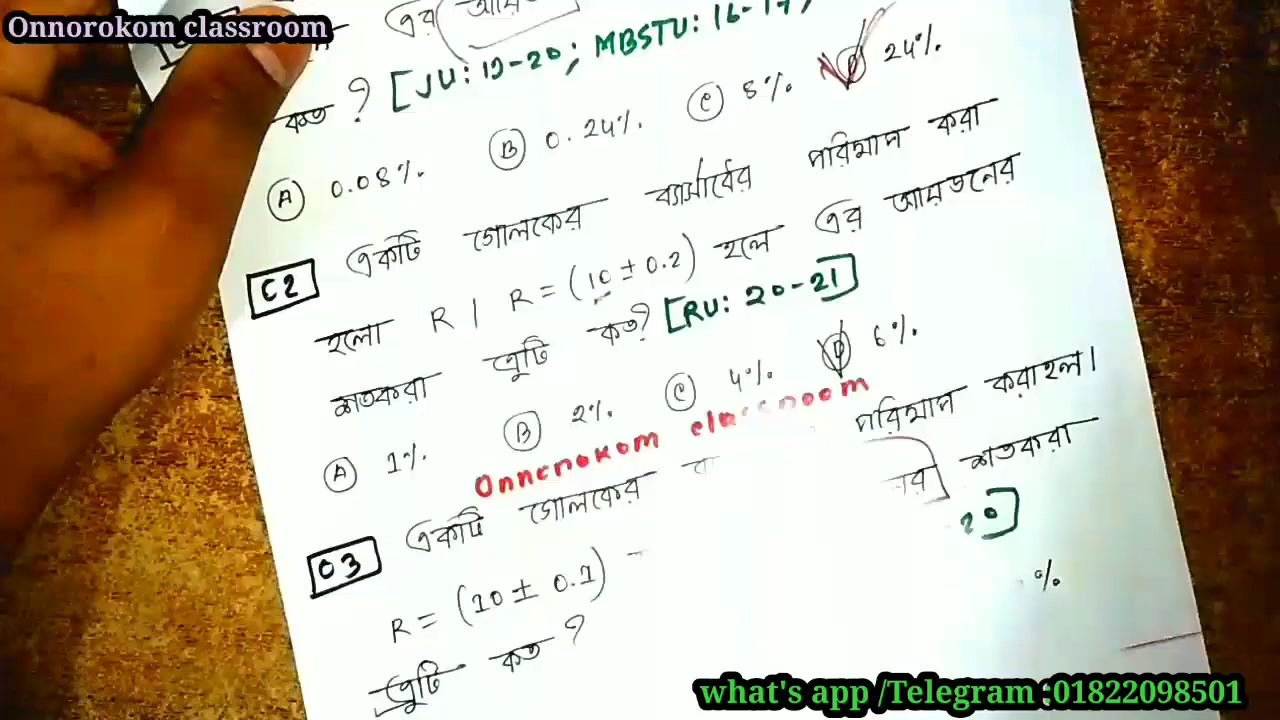 Onnorokom classroom
এর
কত ? [JU: 19-20; MBSTU: 16-17
A 0.08%. B 0.24%. C 8%. D 24%.
02 একটি গোলকের ব্যাসার্ধের পরিমাপ করা
হলো R / R = (10 ± 0.2) হলে এর আয়তনের
শতকরা ত্রুটি কত? [RU: 20-21]
A 1%. B 2%. C 4%. D 6%.
Onnorokom classroom
03 একটি গোলকের পরিমাপ করাহল।
R = (10 ± 0.1) শতকরা
ত্রুটি কত ? 20]
%
what's app /Telegram :01822098501